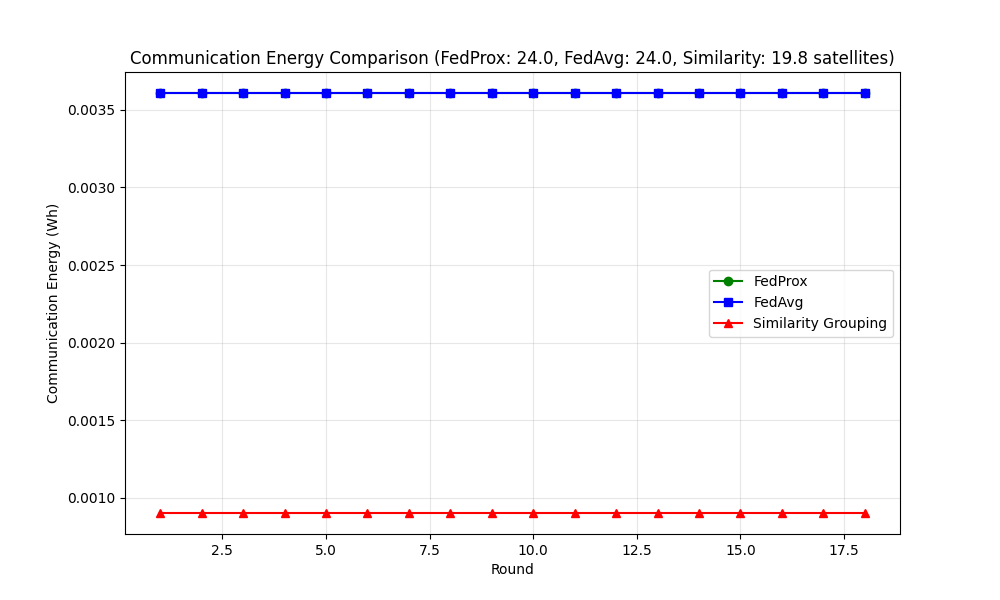 Communication Energy Comparison (FedProx: 24.0, FedAvg: 24.0, Similarity: 19.8 satellites)
Communication Energy (Wh)
0.0035
0.0030
0.0025
0.0020
0.0015
0.0010
FedProx
FedAvg
Similarity Grouping
2.5 5.0 7.5 10.0 12.5 15.0 17.5
Round